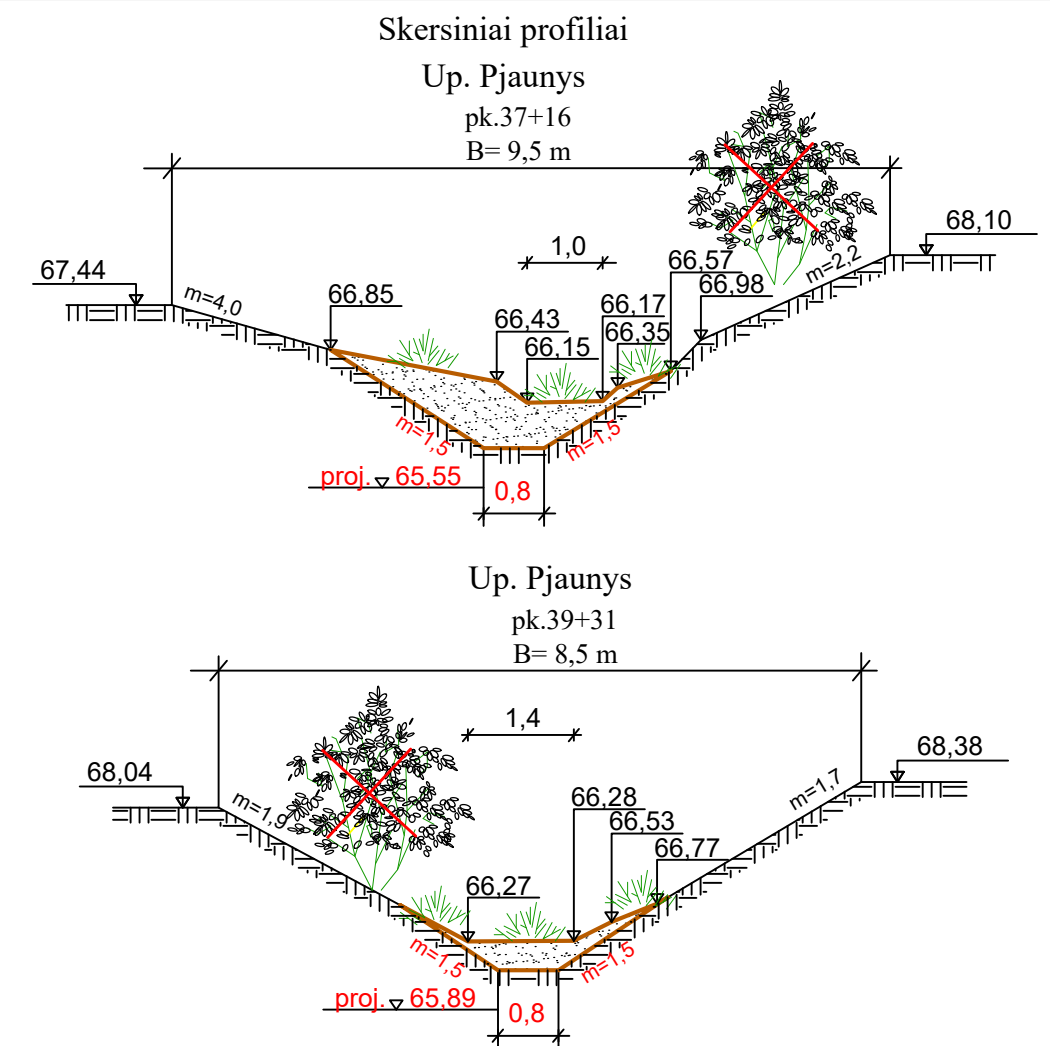 Skersiniai profiliai
Up. Pjaunys
pk.37+16
B= 9,5 m
68,10
1,0
67,44
m=4,0
66,85
66,57
m=2,2
66,98
66,43
66,17
66,15
66,35
m=1,5
m=1,5
proj. 65,55
0,8
Up. Pjaunys
pk.39+31
B= 8,5 m
1,4
68,04
68,38
m=1,9
m=1,7
66,28
66,53
66,77
66,27
m=1,5
m=1,5
proj. 65,89
0,8